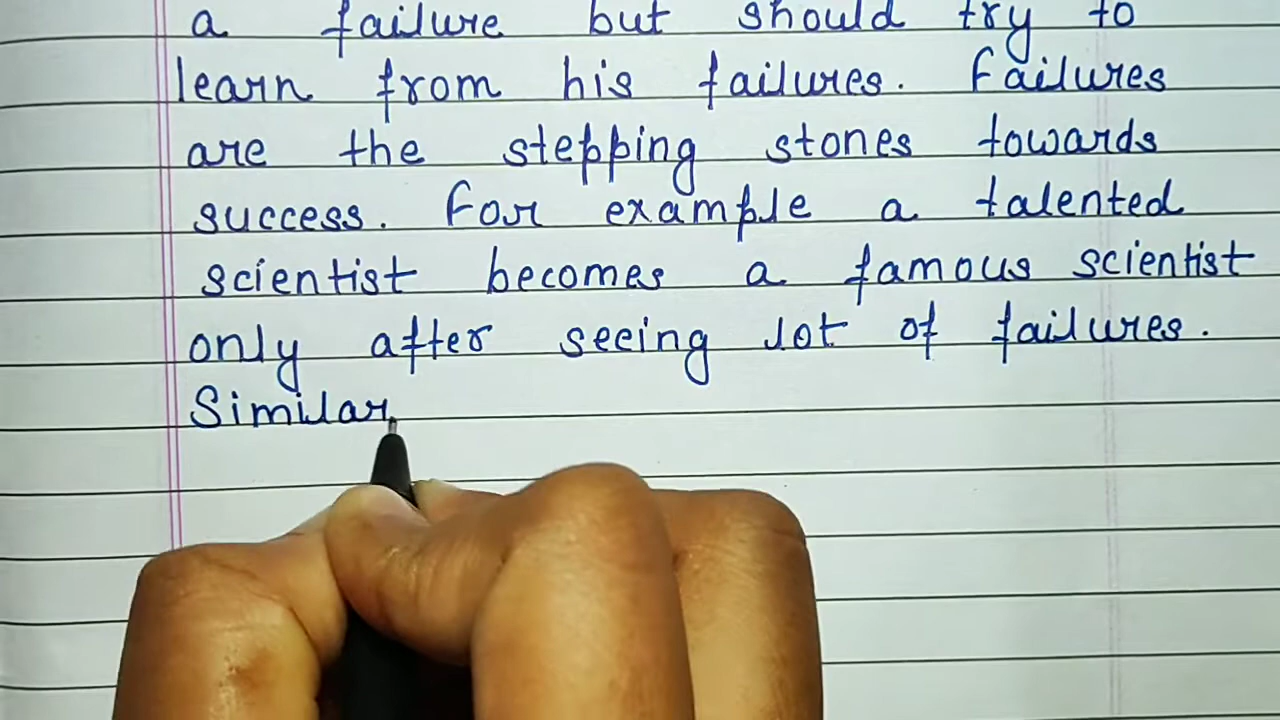 a failure but should try to
learn from his failures. Failures
are the stepping stones towards
success. For example a talented
scientist becomes a famous scientist
only after seeing lot of failures.
Similar